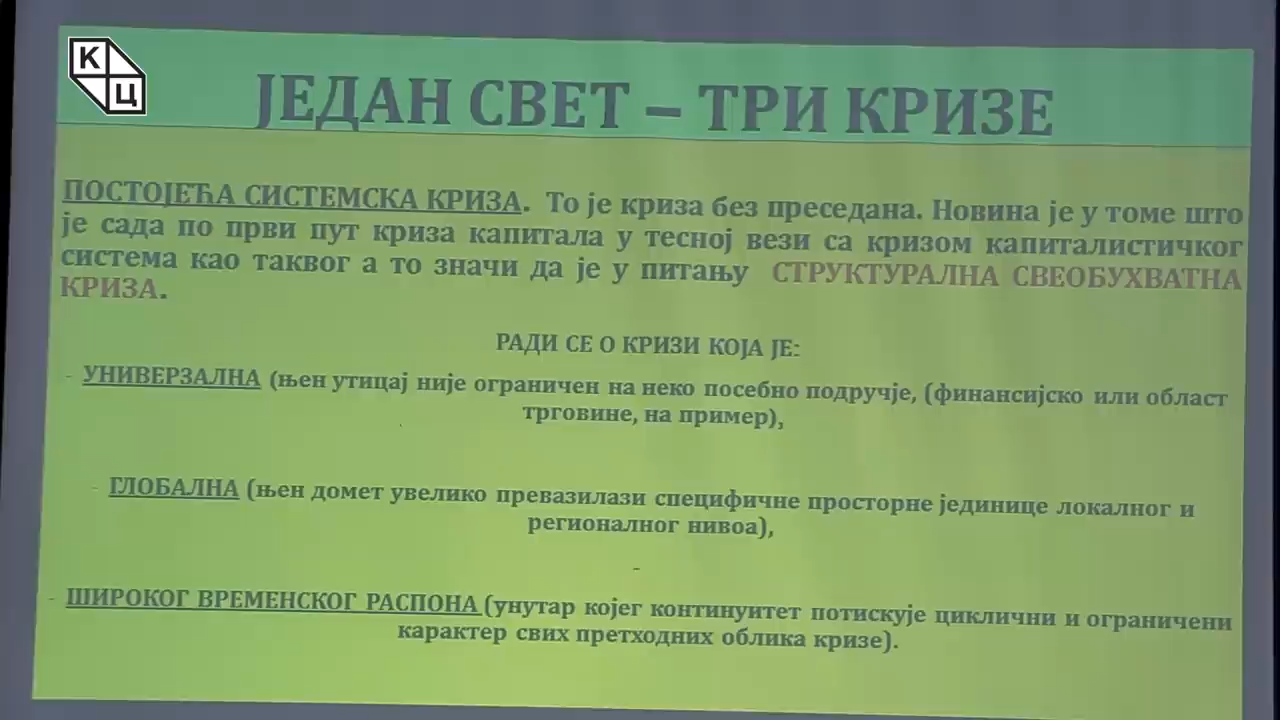 К
Ц
ЈЕДАН СВЕТ – ТРИ КРИЗЕ
ПОСТОЈЕЋА СИСТЕМСКА КРИЗА. То је криза без преседана. Новина је у томе што
је сада по први пут криза капитала у тесној вези са кризом капиталистичког
система као таквог а то значи да је у питању СТРУКТУРАЛНА СВЕОБУХВАТНА
КРИЗА.
РАДИ СЕ О КРИЗИ КОЈА ЈЕ:
- УНИВЕРЗАЛНА (њен утицај није ограничен на неко посебно подручје, (финансијско или област
трговине, на пример),
- ГЛОБАЛНА (њен домет увелико превазилази специфичне просторне јединице локалног и
регионалног нивоа),
-
- ШИРОКОГ ВРЕМЕНСКОГ РАСПОНА (унутар којег континуитет потискује циклични и ограничени
карактер свих претходних облика кризе).